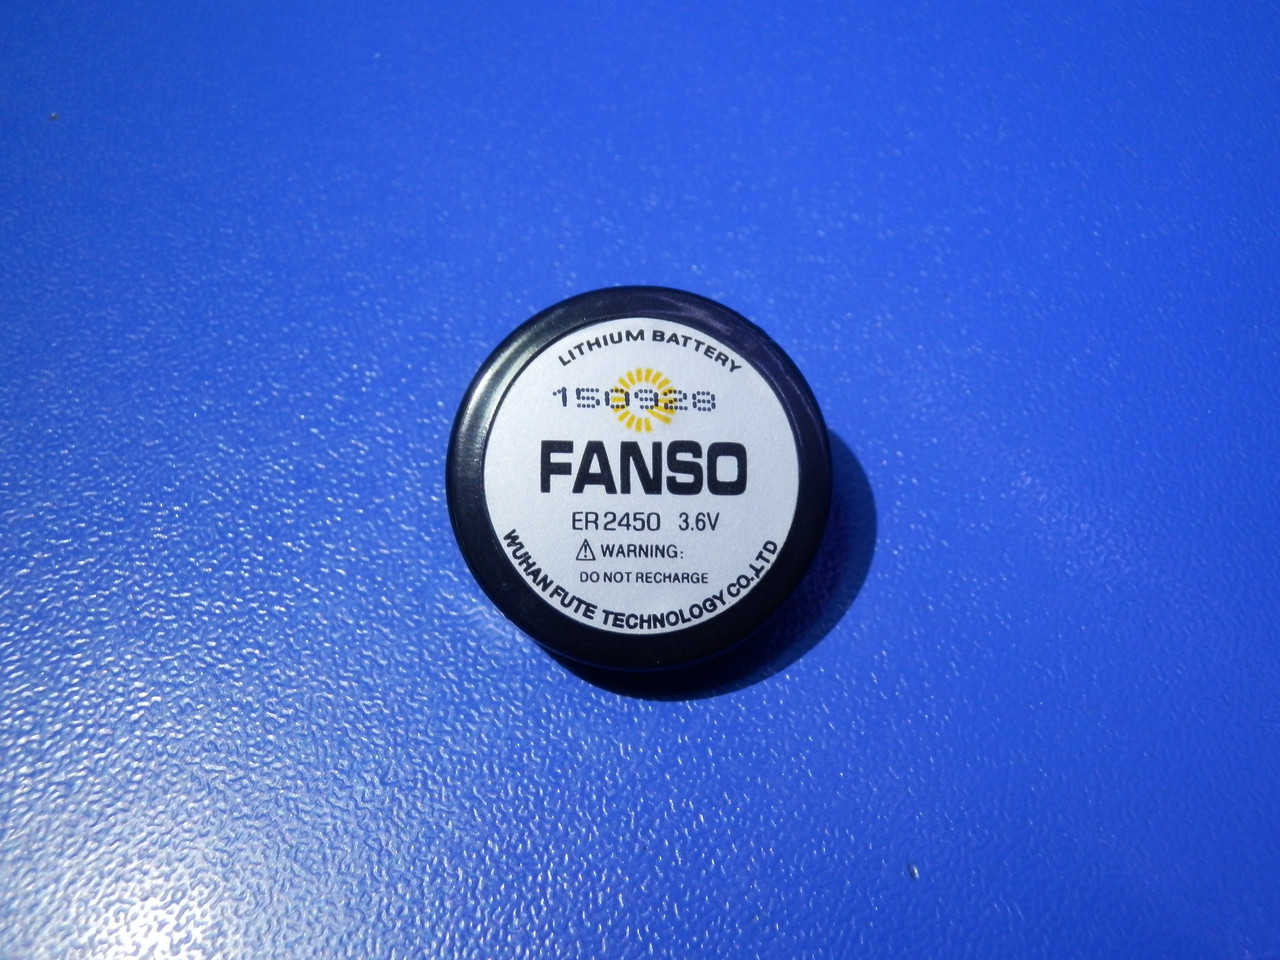 LITHIUM BATTERY
150928
FANSO
ER2450 3.6V
WARNING:
DO NOT RECHARGE
WUHAN FUTE TECHNOLOGY CO.LTD